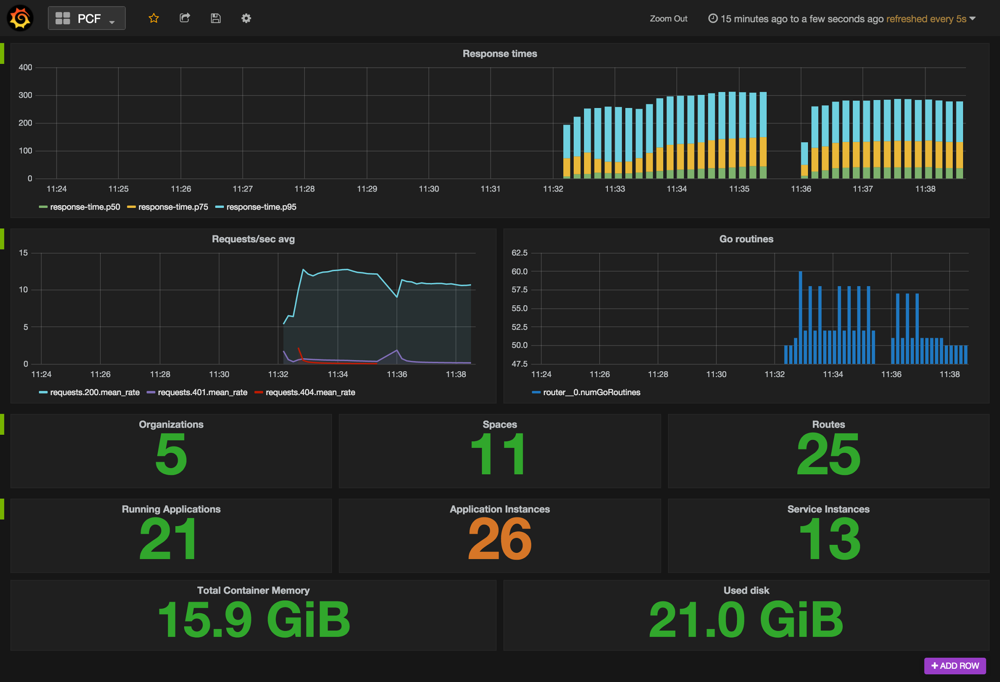 PCF
Zoom Out 15 minutes ago to a few seconds ago refreshed every 5s
Response times
400
300
200
100
0
11:24 11:25 11:26 11:27 11:28 11:29 11:30 11:31 11:32 11:33 11:34 11:35 11:36 11:37 11:38
response-time.p50 response-time.p75 response-time.p95
Requests/sec avg
15
10
5
0
11:24 11:26 11:28 11:30 11:32 11:34 11:36 11:38
requests.200.mean_rate requests.401.mean_rate requests.404.mean_rate
Go routines
62.5
60.0
57.5
55.0
52.5
50.0
47.5
11:24 11:26 11:28 11:30 11:32 11:34 11:36 11:38
router__0.numGoRoutines
Organizations
5
Spaces
11
Routes
25
Running Applications
21
Application Instances
26
Service Instances
13
Total Container Memory
15.9 GiB
Used disk
21.0 GiB
+ ADD ROW